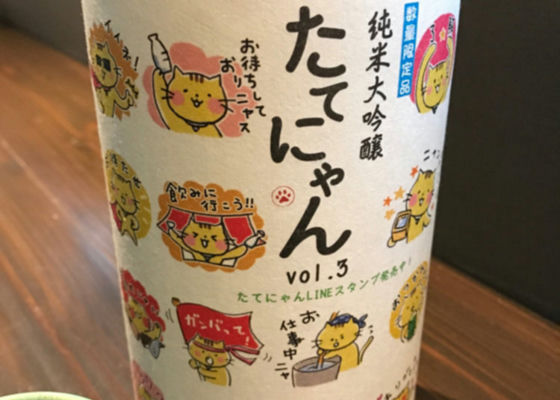 数量限定品
純米大吟醸
たてにゃん
vol.3
たてにゃんLINEスタンプ発売中!
イイネ!
お待ちして
おりニャス
飲みに
行こう!!
ガンバって!
お
仕事中
ニャ